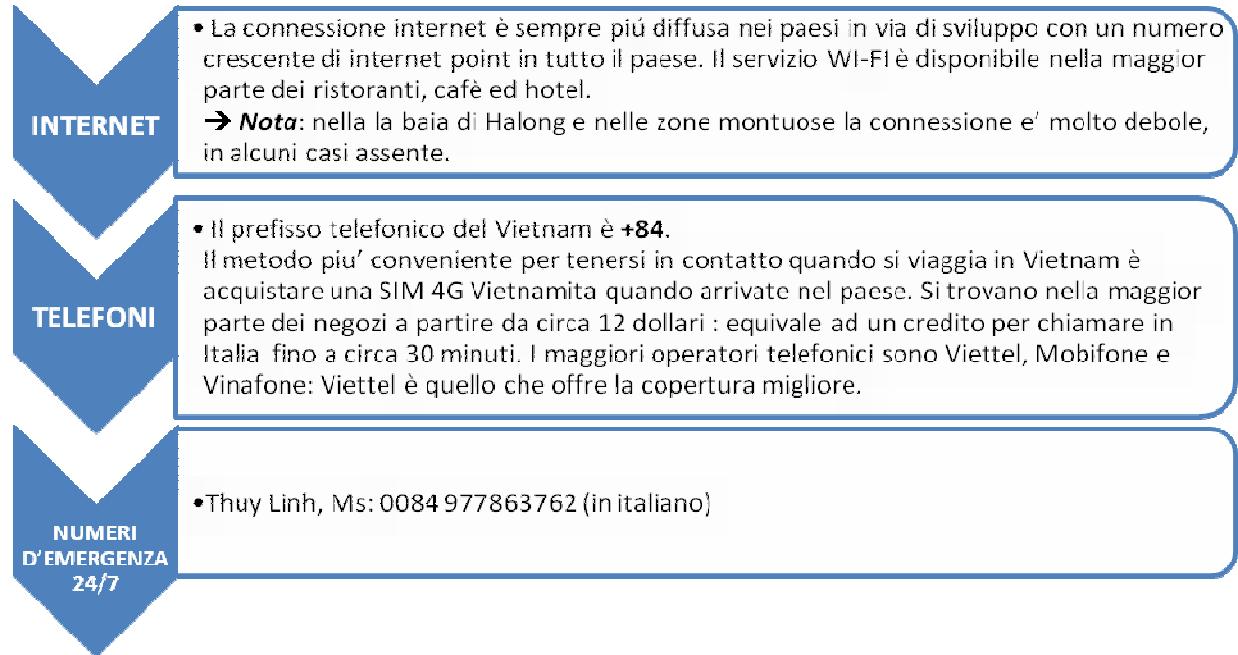 INTERNET
• La connessione internet è sempre piú diffusa nei paesi in via di sviluppo con un numero
crescente di internet point in tutto il paese. Il servizio WI-FI è disponibile nella maggior
parte dei ristoranti, cafè ed hotel.
→ Nota: nella la baia di Halong e nelle zone montuose la connessione e’ molto debole,
in alcuni casi assente.
TELEFONI
• Il prefisso telefonico del Vietnam è +84.
Il metodo piu’ conveniente per tenersi in contatto quando si viaggia in Vietnam è
acquistare una SIM 4G Vietnamita quando arrivate nel paese. Si trovano nella maggior
parte dei negozi a partire da circa 12 dollari : equivale ad un credito per chiamare in
Italia fino a circa 30 minuti. I maggiori operatori telefonici sono Viettel, Mobifone e
Vinafone: Viettel è quello che offre la copertura migliore.
NUMERI
D’EMERGENZA
24/7
•Thuy Linh, Ms: 0084 977863762 (in italiano)